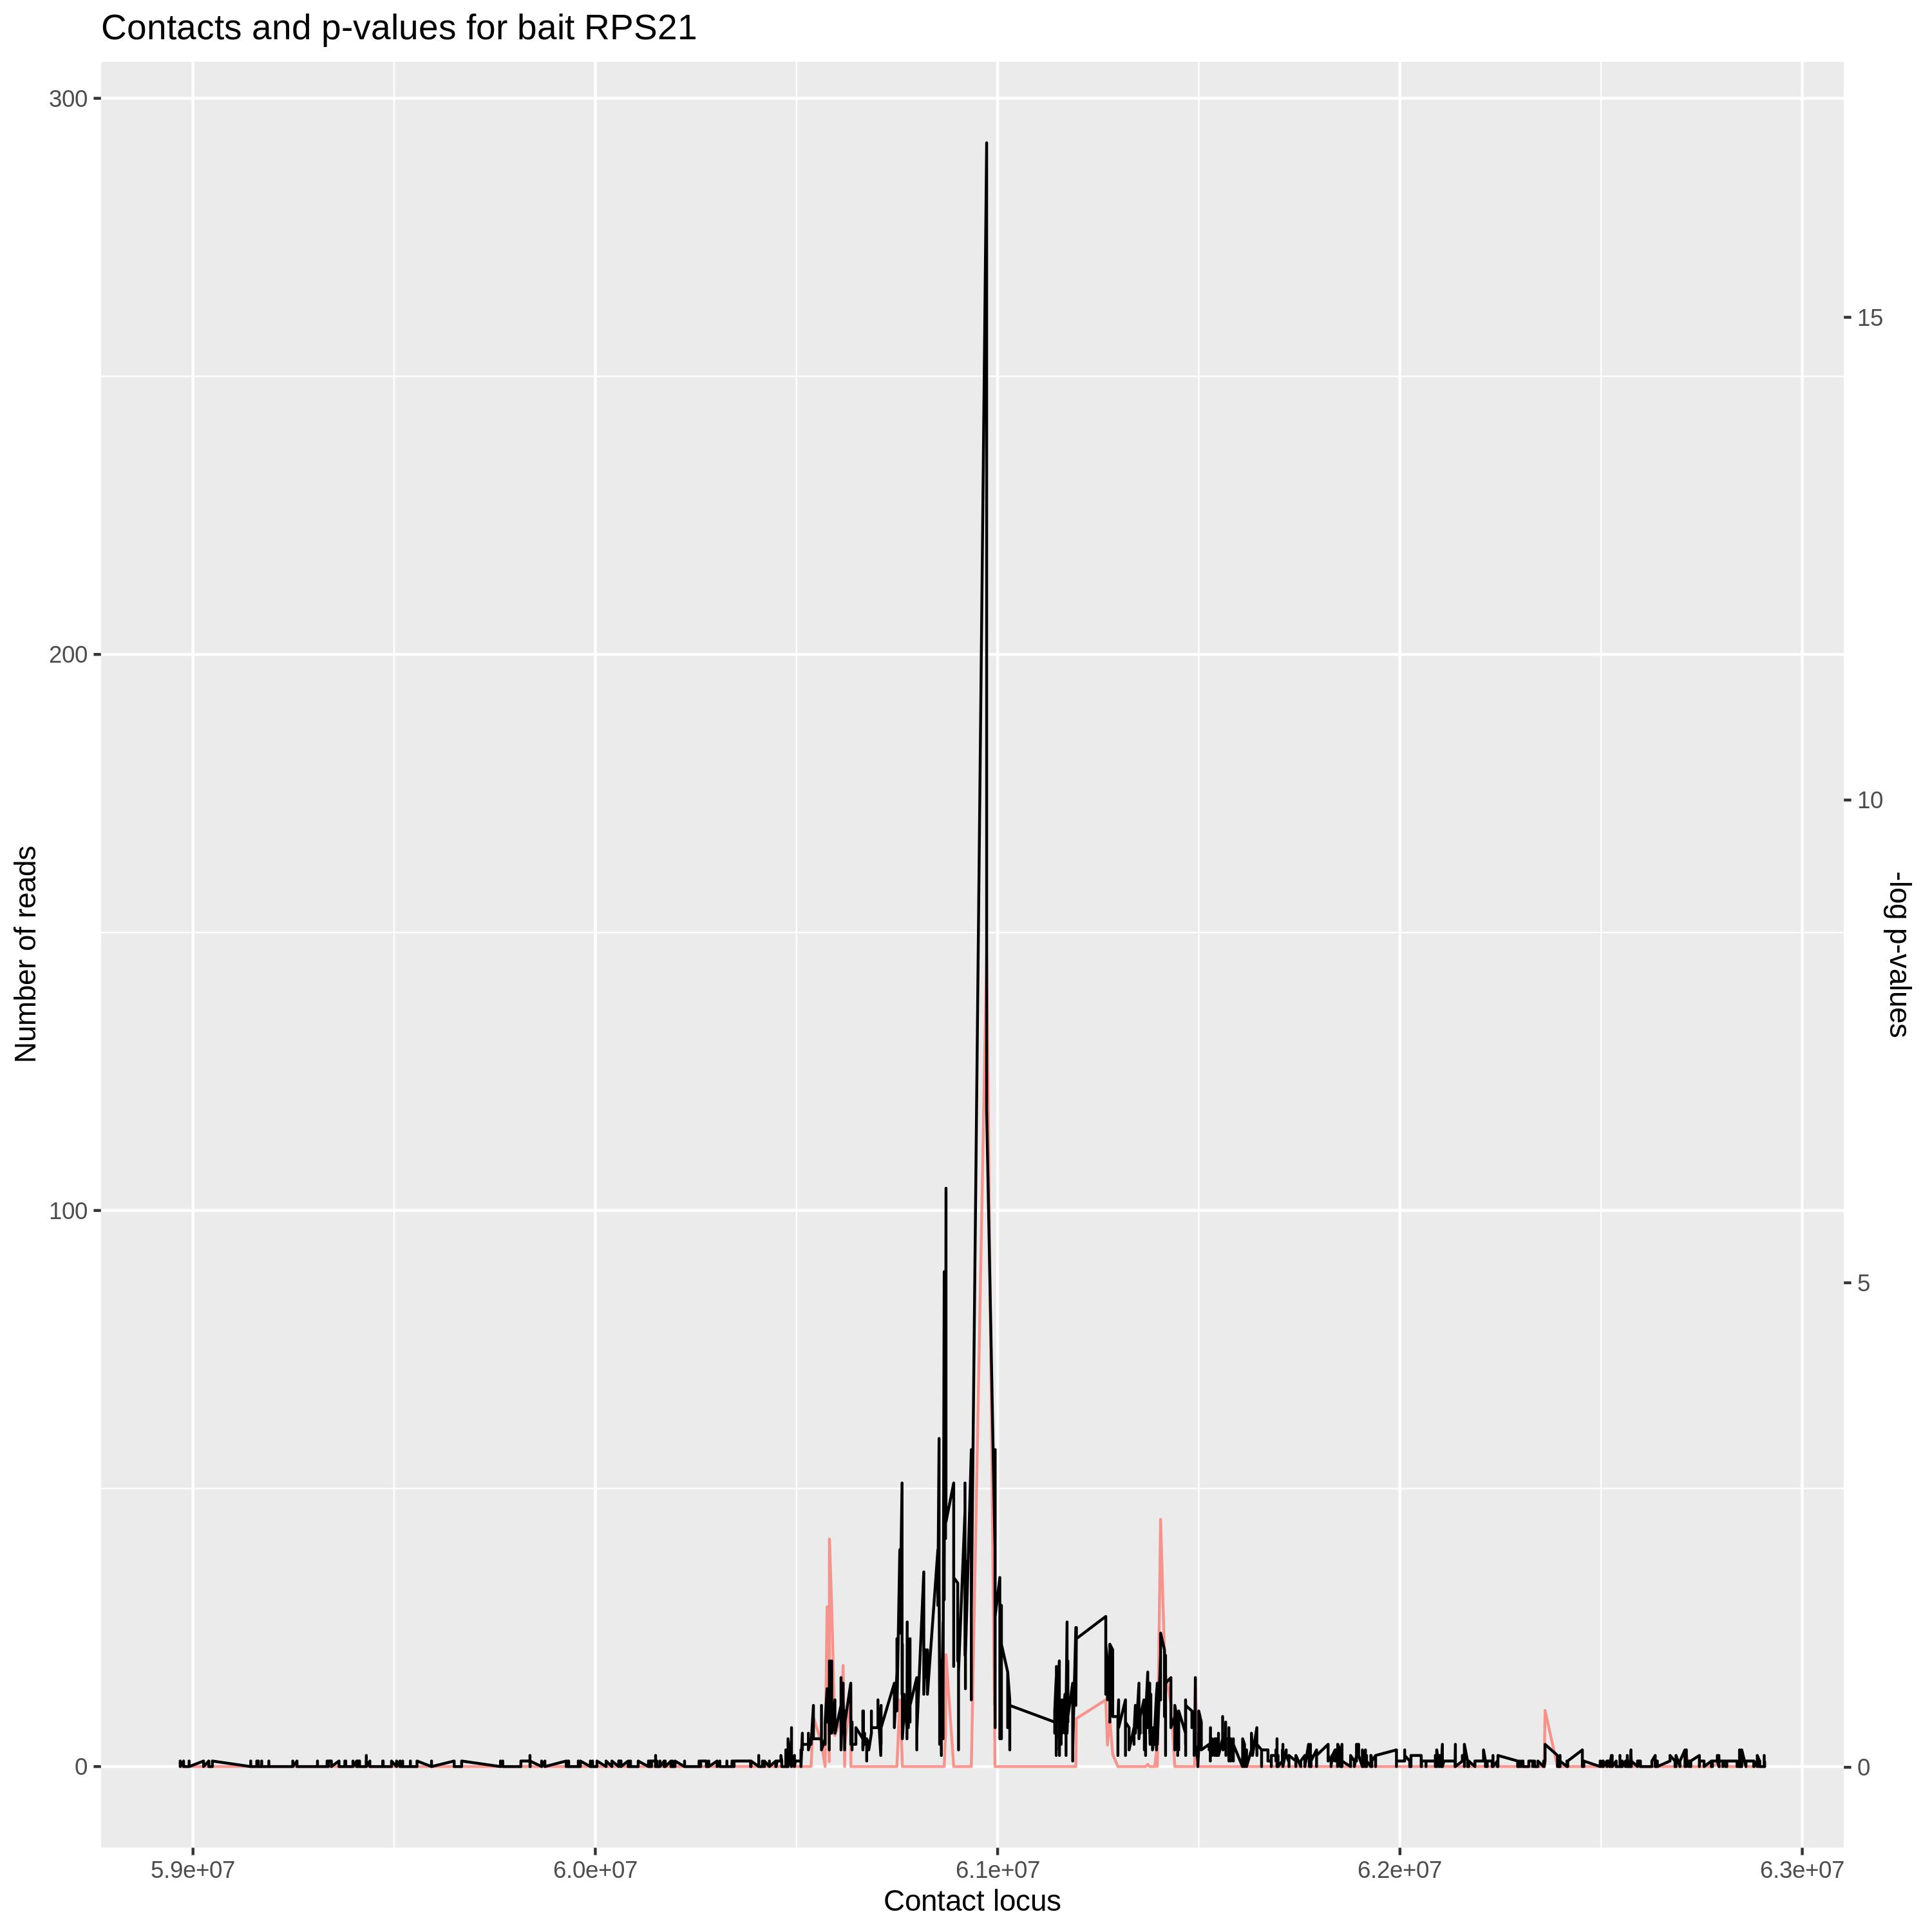 Contacts and p-values for bait RPS21
300
200
100
0
Number of reads
15
10
5
0
-log p-values
5.9e+07
6.0e+07
6.1e+07
6.2e+07
6.3e+07
Contact locus